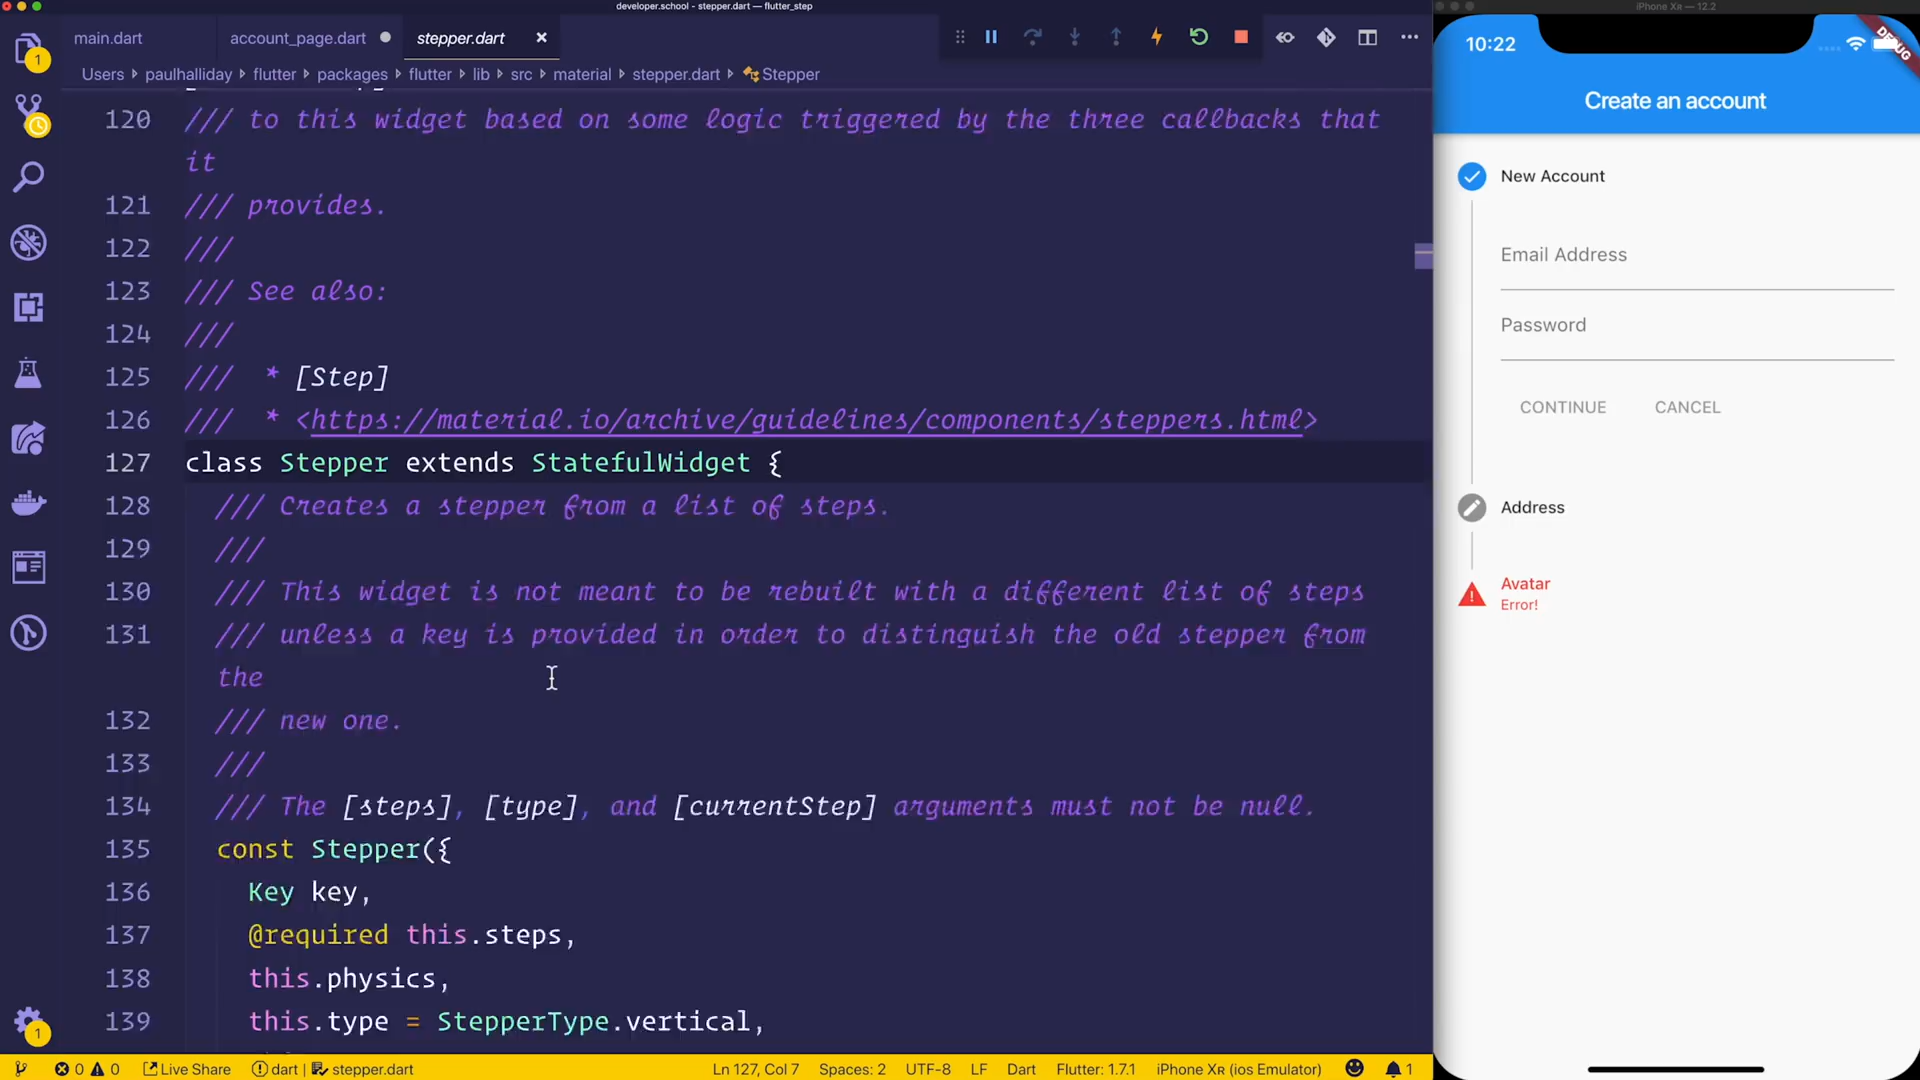 developer.school - stepper.dart — flutter_step
main.dart
account_page.dart
stepper.dart
Users › paulhalliday › flutter › packages › flutter › lib › src › material › stepper.dart › Stepper
120 /// to this widget based on some logic triggered by the three callbacks that
it
121 /// provides.
122 ///
123 /// See also:
124 ///
125 /// * [Step]
126 /// * <https://material.io/archive/guidelines/components/steppers.html>
127 class Stepper extends StatefulWidget {
128 /// Creates a stepper from a list of steps.
129 ///
130 /// This widget is not meant to be rebuilt with a different list of steps
131 /// unless a key is provided in order to distinguish the old stepper from
the
132 /// new one.
133 ///
134 /// The [steps], [type], and [currentStep] arguments must not be null.
135 const Stepper({
136 Key key,
137 @required this.steps,
138 this.physics,
139 this.type = StepperType.vertical,
1
1
0 0 Live Share dart | stepper.dart
Ln 127, Col 7 Spaces: 2 UTF-8 LF Dart Flutter: 1.7.1 iPhone XR (ios Emulator) 1
iPhone XR — 12.2
10:22
DEBUG
Create an account
New Account
Email Address
Password
CONTINUE CANCEL
Address
Avatar
Error!